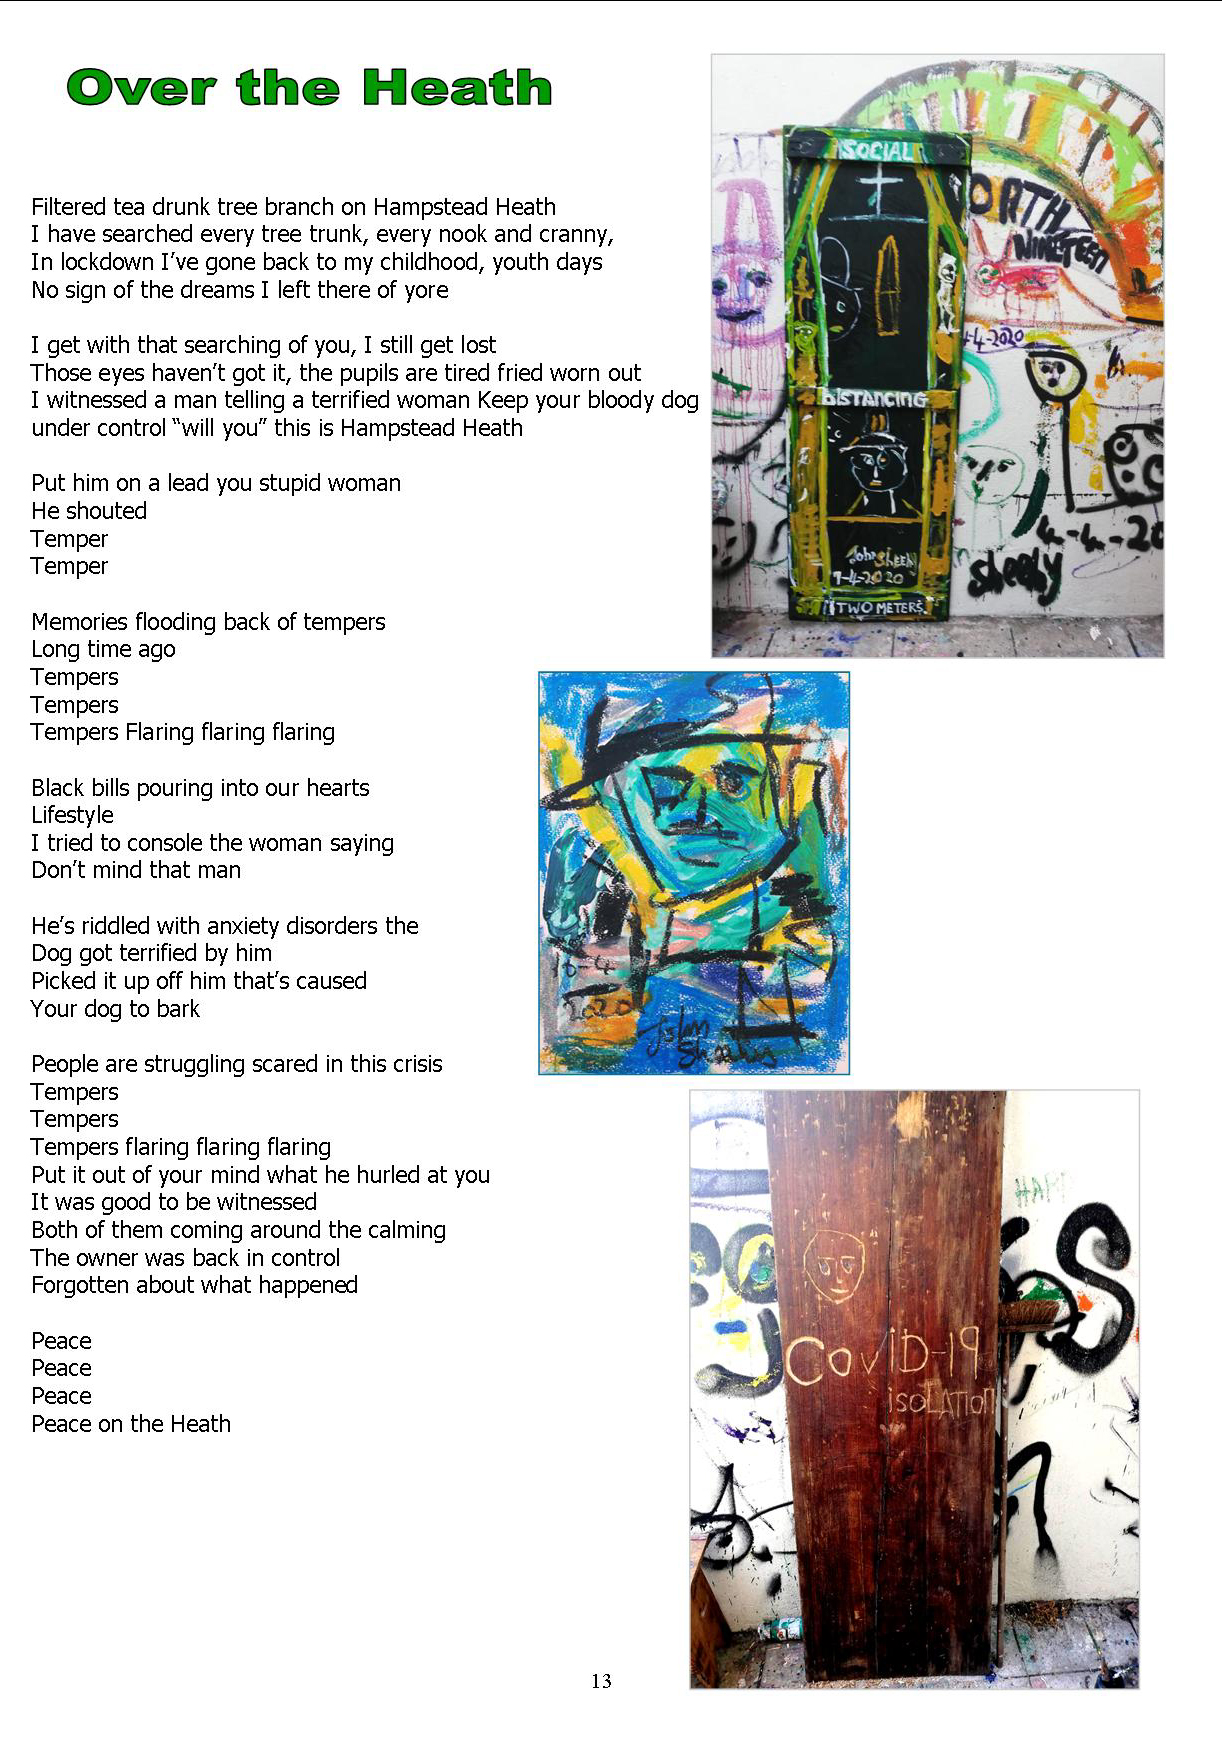 Over the Heath
Filtered tea drunk tree branch on Hampstead Heath
I have searched every tree trunk, every nook and cranny,
In lockdown I’ve gone back to my childhood, youth days
No sign of the dreams I left there of yore
I get with that searching of you, I still get lost
Those eyes haven’t got it, the pupils are tired fried worn out
I witnessed a man telling a terrified woman Keep your bloody dog
under control “will you” this is Hampstead Heath
Put him on a lead you stupid woman
He shouted
Temper
Temper
Memories flooding back of tempers
Long time ago
Tempers
Tempers
Tempers Flaring flaring flaring
Black bills pouring into our hearts
Lifestyle
I tried to console the woman saying
Don’t mind that man
He’s riddled with anxiety disorders the
Dog got terrified by him
Picked it up off him that’s caused
Your dog to bark
People are struggling scared in this crisis
Tempers
Tempers
Tempers flaring flaring flaring
Put it out of your mind what he hurled at you
It was good to be witnessed
Both of them coming around the calming
The owner was back in control
Forgotten about what happened
Peace
Peace
Peace
Peace on the Heath
SOCIAL
ORTH
NINETEEN
4-4-2020
DISTANCING
4-4-20
Sheehy
John Sheehy
1-4-2020
TWO METERS
10-4
2020
John
Sheehy
HAMP
S
COVID-19
ISOLATION
13